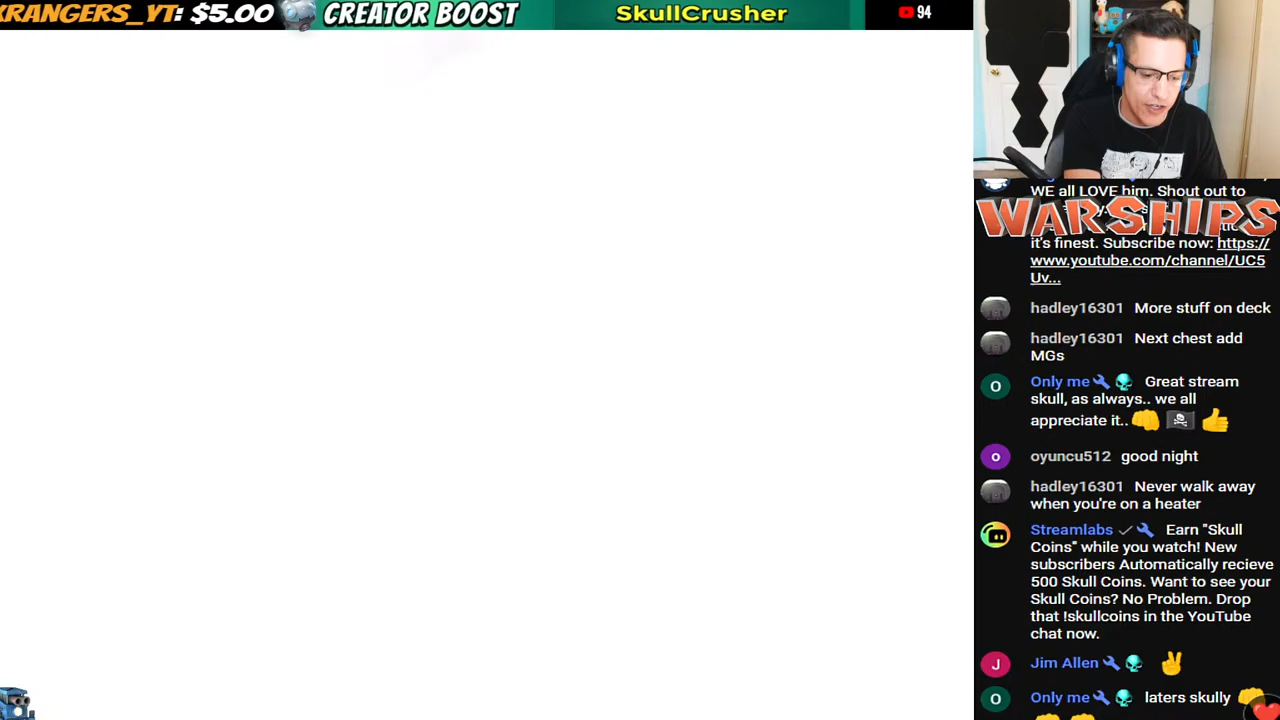 KRANGERS_YT: $5.00 CREATOR BOOST SkullCrusher 94
WE all LOVE him. Shout out to
WARSHIPS
it's finest. Subscribe now: https://
www.youtube.com/channel/UC5
Uv...
hadley16301 More stuff on deck
hadley16301 Next chest add
MGs
Only me Great stream
skull, as always.. we all
appreciate it..
oyuncu512 good night
hadley16301 Never walk away
when you're on a heater
Streamlabs Earn "Skull
Coins" while you watch! New
subscribers Automatically recieve
500 Skull Coins. Want to see your
Skull Coins? No Problem. Drop
that !skullcoins in the YouTube
chat now.
Jim Allen
Only me laters skully